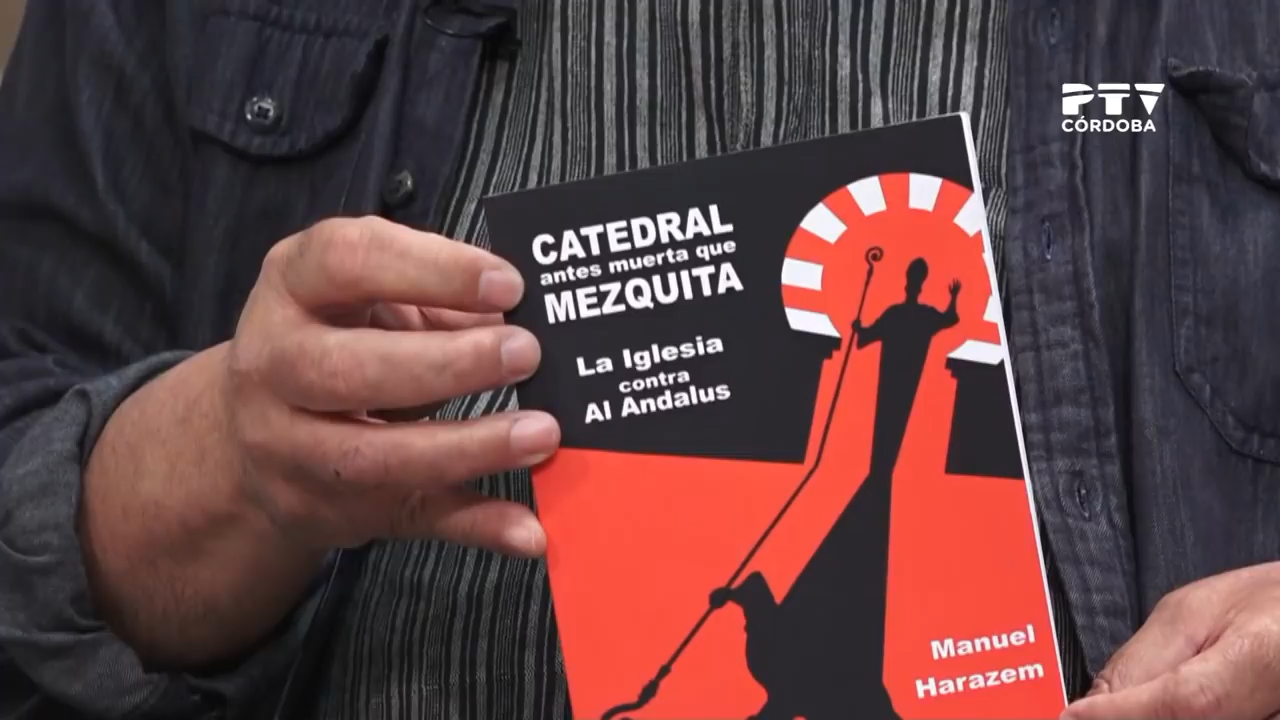 PTV
CÓRDOBA
CATEDRAL
antes muerta que
MEZQUITA
La Iglesia
contra
Al Andalus
Manuel
Harazem